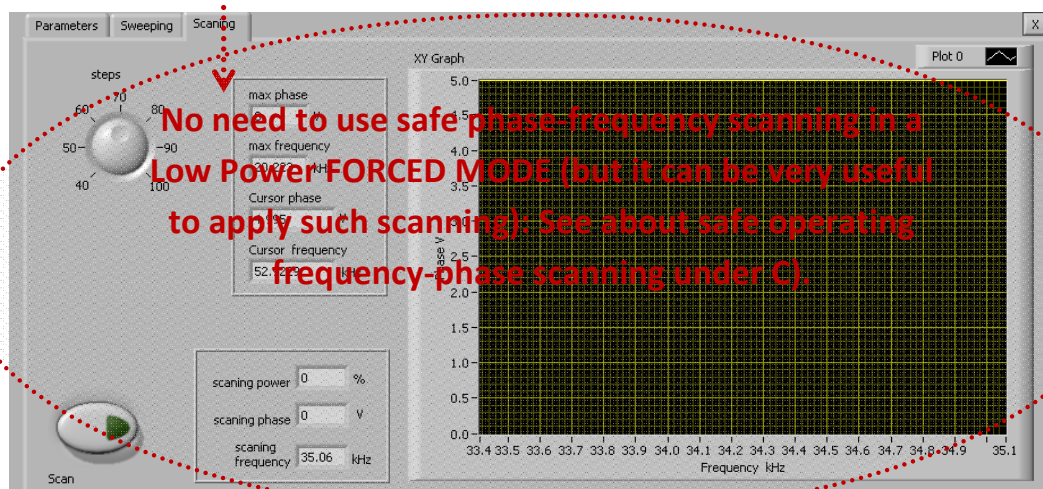 Parameters Sweeping Scaning X
XY Graph Plot 0
steps
40 50 60 70 80 90 100
max phase
max frequency
kHz
Cursor phase
Cursor frequency
No need to use safe phase-frequency scanning in a
Low Power FORCED MODE (but it can be very useful
to apply such scanning): See about safe operating
frequency-phase scanning under C).
scaning power 0 %
scaning phase 0 V
scaning
frequency 35.06 kHz
Scan
5.0
4.5
4.0
3.5
3.0
2.5
2.0
1.5
1.0
0.5
0.0
Phase V
33.4 33.5 33.6 33.7 33.8 33.9 34.0 34.1 34.2 34.3 34.4 34.5 34.6 34.7 34.8 34.9 35.1
Frequency kHz